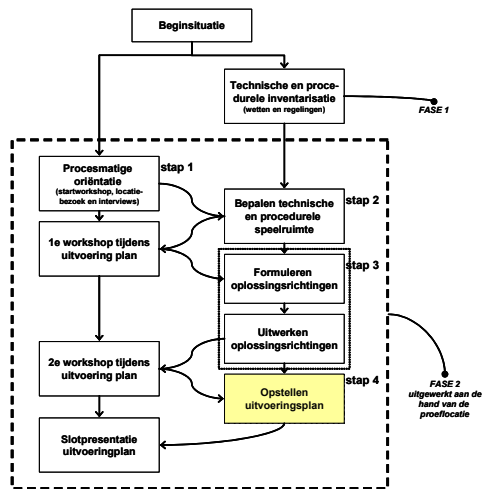 Beginsituatie
Technische en proce-
durele inventarisatie
(wetten en regelingen)
FASE 1
Procesmatige
oriëntatie
(startworkshop, locatie-
bezoek en interviews)
stap 1
Bepalen technische
en procedurele
speelruimte
stap 2
1e workshop tijdens
uitvoering plan
Formuleren
oplossingsrichtingen
stap 3
Uitwerken
oplossingsrichtingen
2e workshop tijdens
uitvoering plan
Opstellen
uitvoeringsplan
stap 4
FASE 2
uitgewerkt aan de
hand van de
proeflocatie
Slotpresentatie
uitvoeringplan